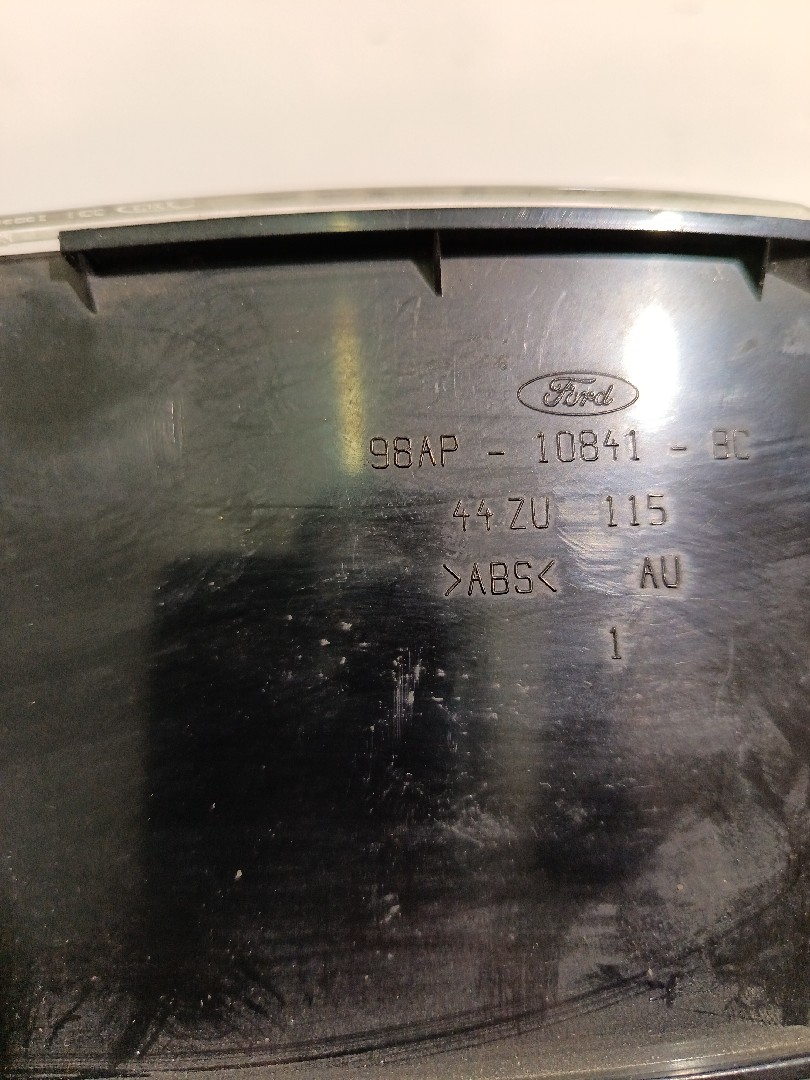 Ford
98AP - 10841 - BC
44 ZU 115
>ABS< AU
1